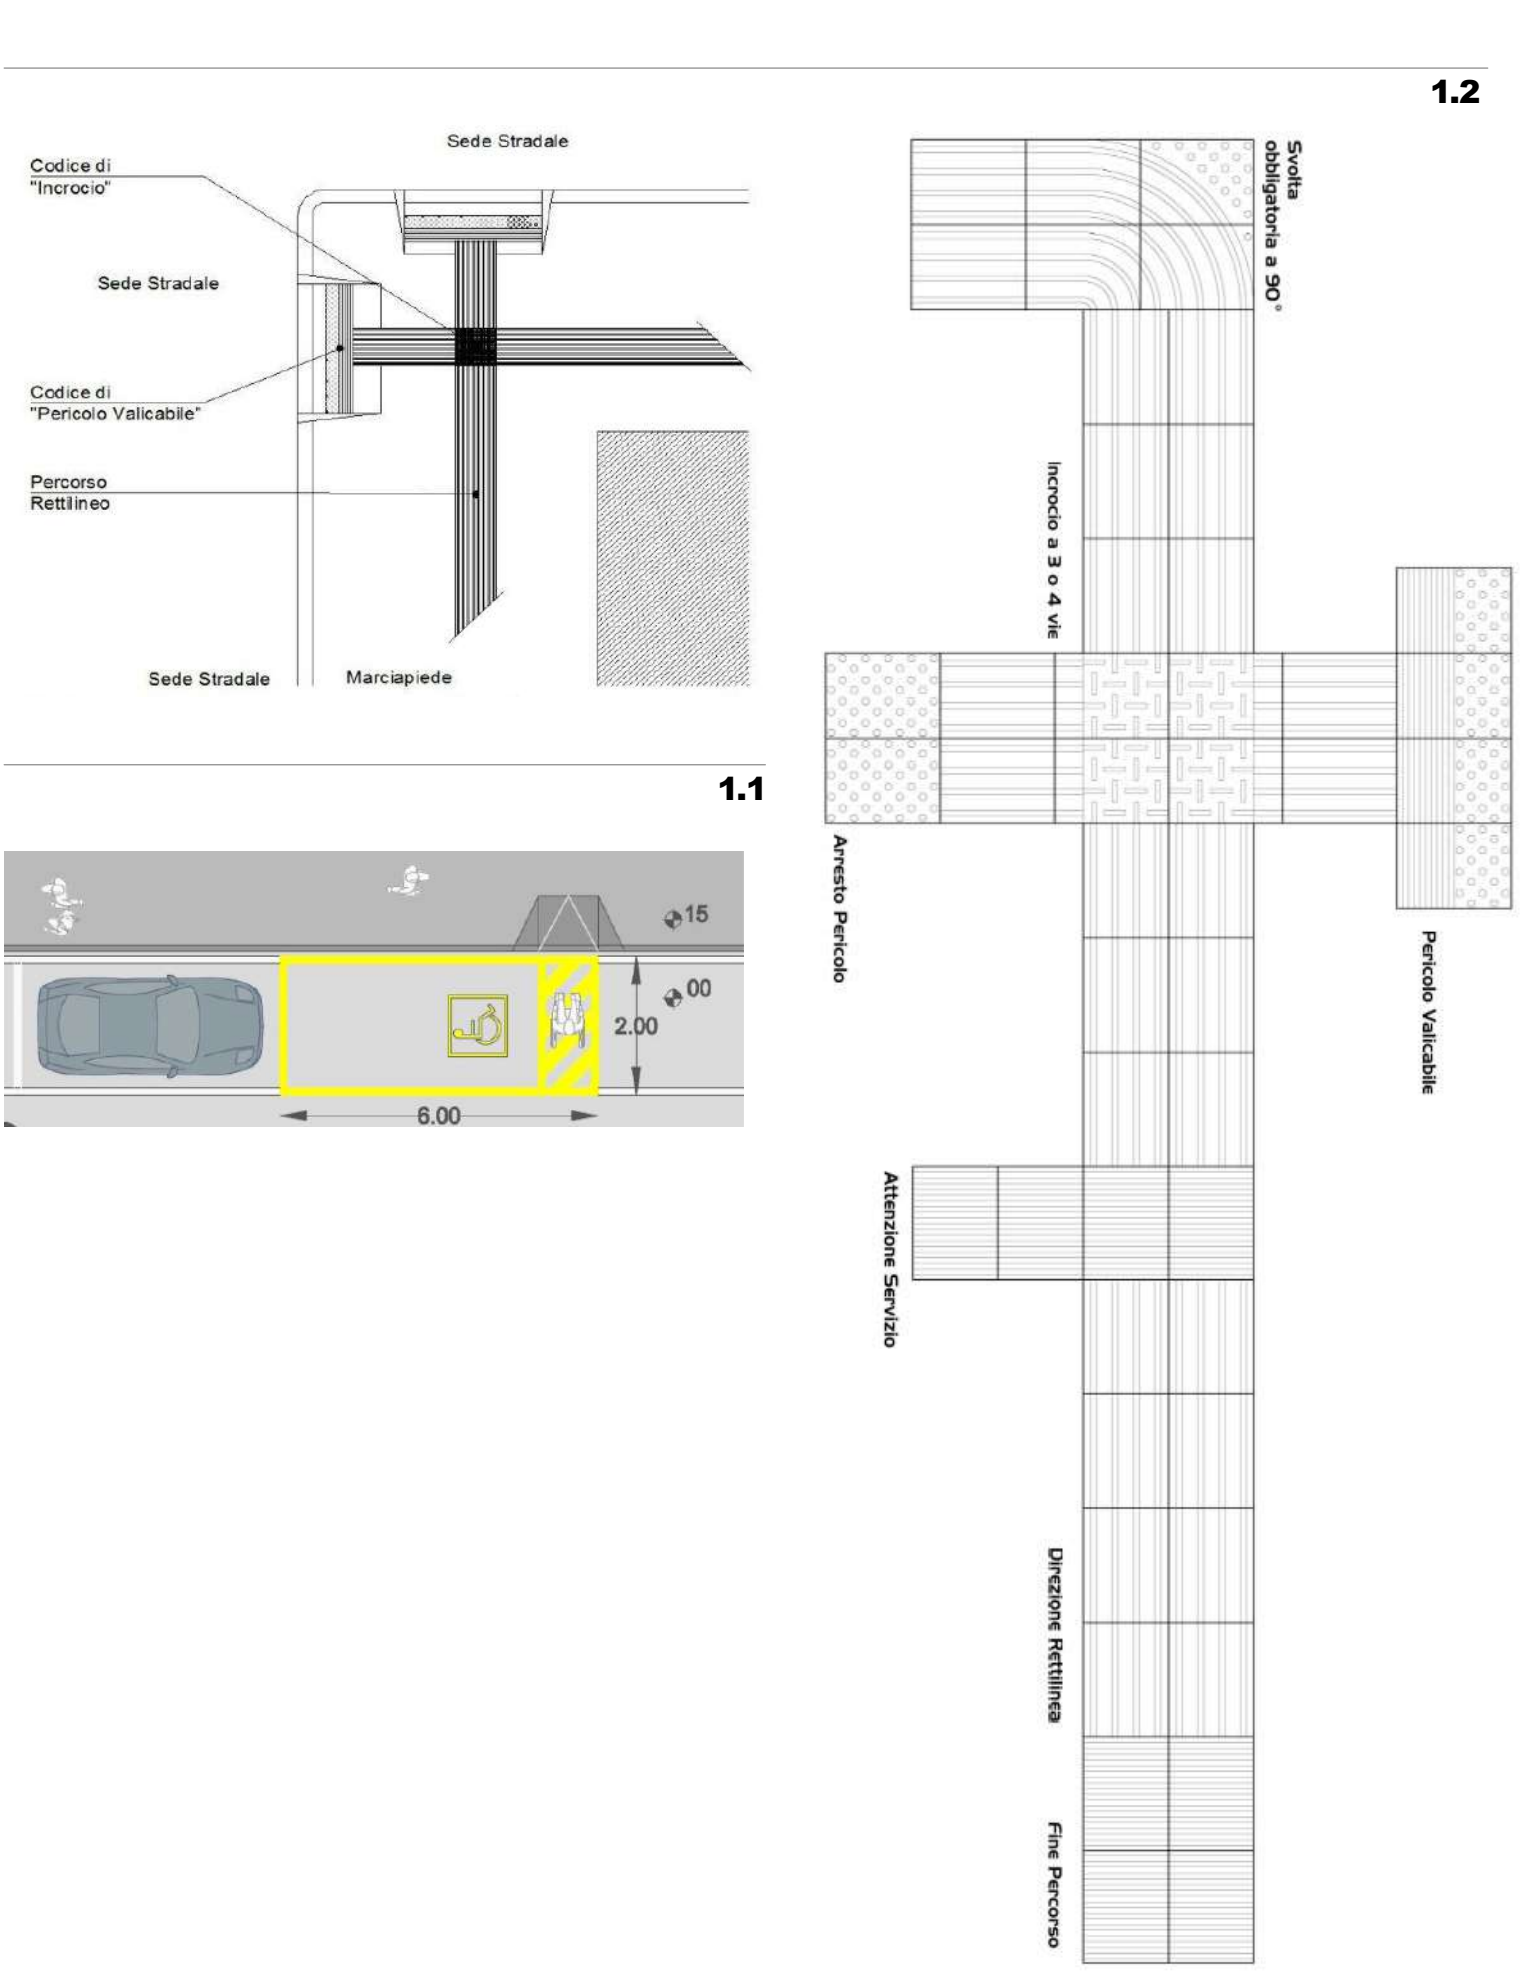 1.2
Sede Stradale
Codice di
"Incrocio"
Sede Stradale
Codice di
"Pericolo Valicabile"
Percorso
Rettilineo
Sede Stradale
Marciapiede
1.1
15
00
2.00
6.00
Svolta
obbligatoria a 90°
Incrocio a 3 o 4 vie
Arresto Pericolo
Pericolo Valicabile
Attenzione Servizio
Direzione Rettilinea
Fine Percorso